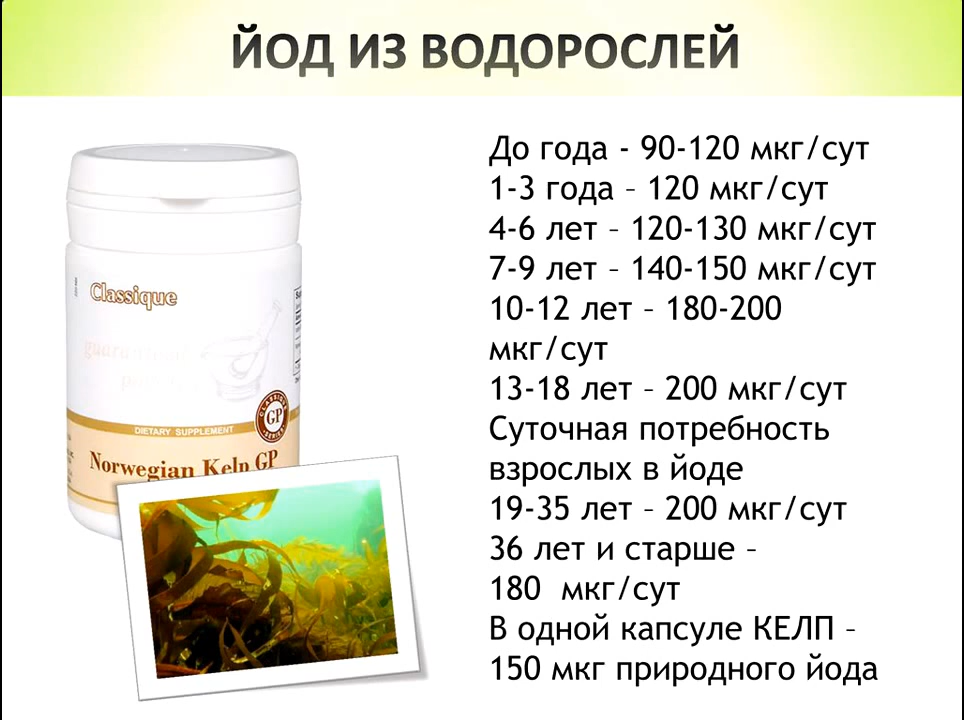 ЙОД ИЗ ВОДОРОСЛЕЙ
До года - 90-120 мкг/сут
1-3 года – 120 мкг/сут
4-6 лет – 120-130 мкг/сут
7-9 лет – 140-150 мкг/сут
10-12 лет – 180-200
мкг/сут
13-18 лет – 200 мкг/сут
Суточная потребность
взрослых в йоде
19-35 лет – 200 мкг/сут
36 лет и старше –
180 мкг/сут
В одной капсуле КЕЛП –
150 мкг природного йода
Classique
GP
DIETARY SUPPLEMENT
Norwegian Kelp GP